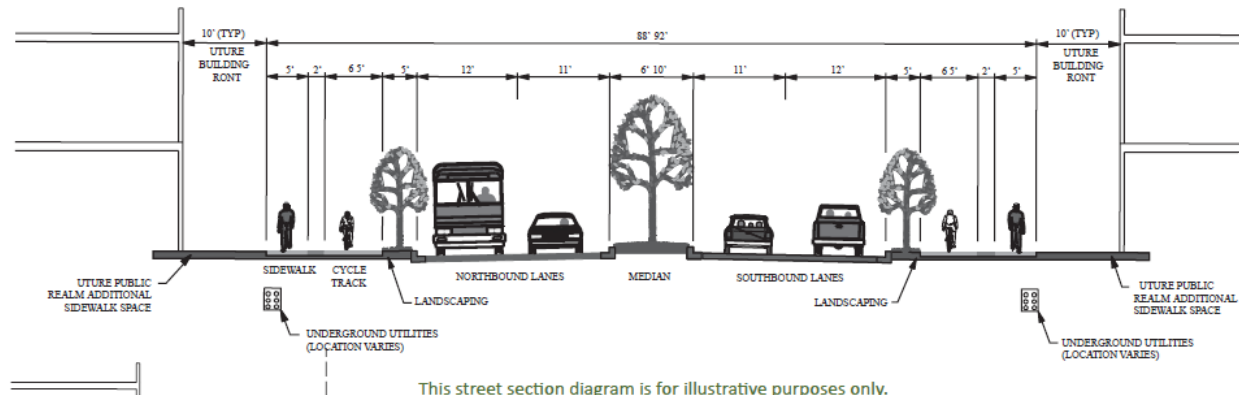 10' (TYP)
88' 92'
10' (TYP)
UTURE
BUILDING
RONT
UTURE
BUILDING
RONT
5' 2' 6 5' 5' 12' 11' 6' 10' 11' 12' 5' 6 5' 2' 5'
SIDEWALK
CYCLE
TRACK
NORTHBOUND LANES
MEDIAN
SOUTHBOUND LANES
LANDSCAPING
LANDSCAPING
UTURE PUBLIC
REALM ADDITIONAL
SIDEWALK SPACE
UTURE PUBLIC
REALM ADDITIONAL
SIDEWALK SPACE
UNDERGROUND UTILITIES
(LOCATION VARIES)
UNDERGROUND UTILITIES
(LOCATION VARIES)
This street section diagram is for illustrative purposes only.